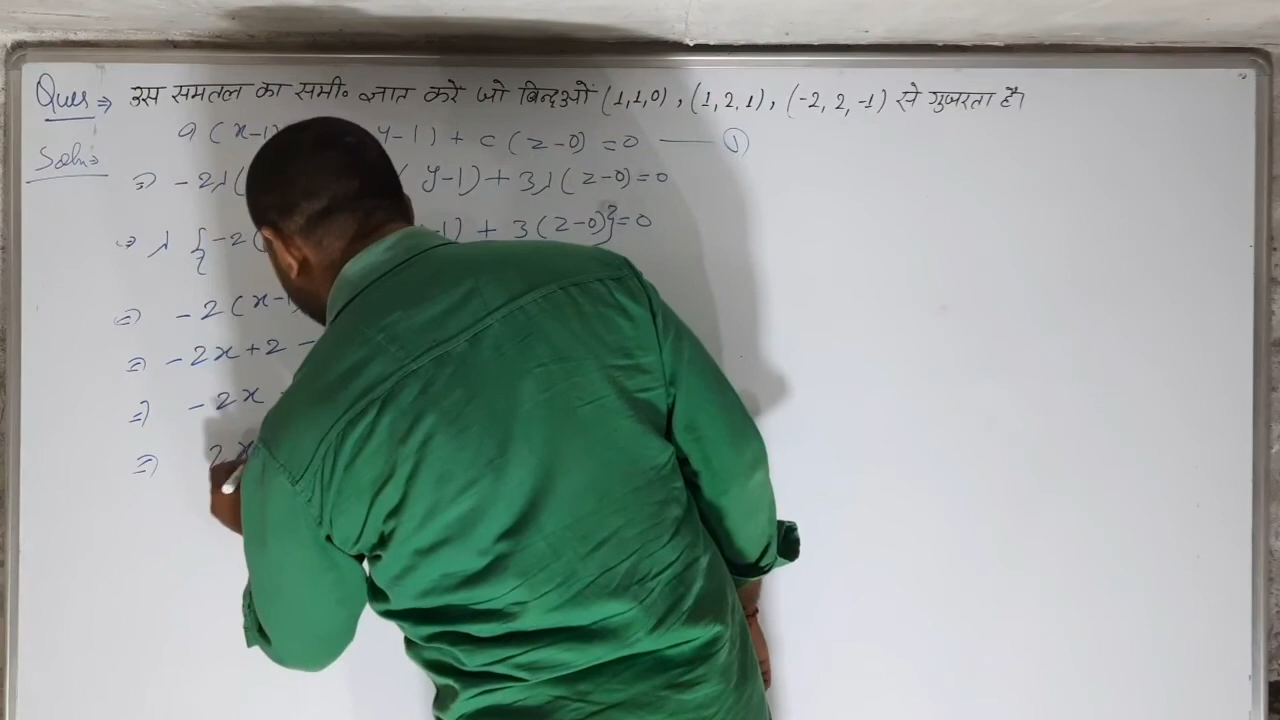 Ques ⇒ उस समतल का समी० ज्ञात करे जो बिन्दुओं (1,1,0), (1,2,1), (-2,2,-1) से गुजरता है।
Soln ⇒
a(x-1) y-1) + c(z-0) = 0 —— ①
⇒ -2λ( (y-1) + 3λ(z-0) = 0
⇒ λ {-2( -1) + 3(z-0)} = 0
⇒ -2(x-1)
⇒ -2x+2 -
⇒ -2x
⇒ 2x